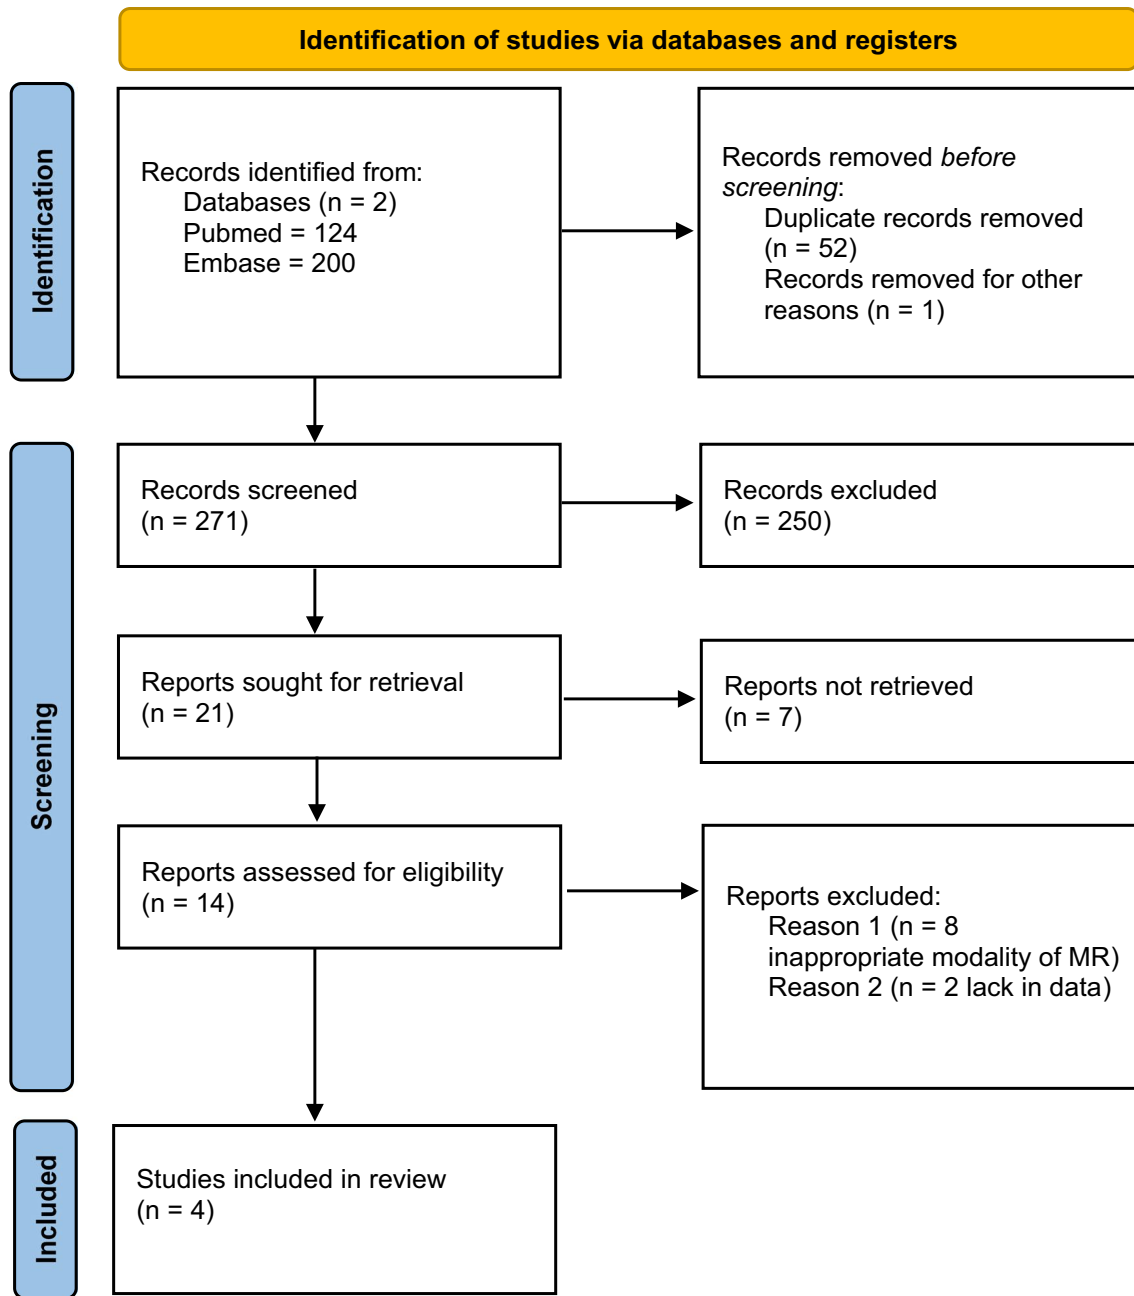 Identification of studies via databases and registers
Identification
Records identified from:
Databases (n = 2)
Pubmed = 124
Embase = 200
Records removed before
screening:
Duplicate records removed
(n = 52)
Records removed for other
reasons (n = 1)
Screening
Records screened
(n = 271)
Records excluded
(n = 250)
Reports sought for retrieval
(n = 21)
Reports not retrieved
(n = 7)
Reports assessed for eligibility
(n = 14)
Reports excluded:
Reason 1 (n = 8
inappropriate modality of MR)
Reason 2 (n = 2 lack in data)
Included
Studies included in review
(n = 4)